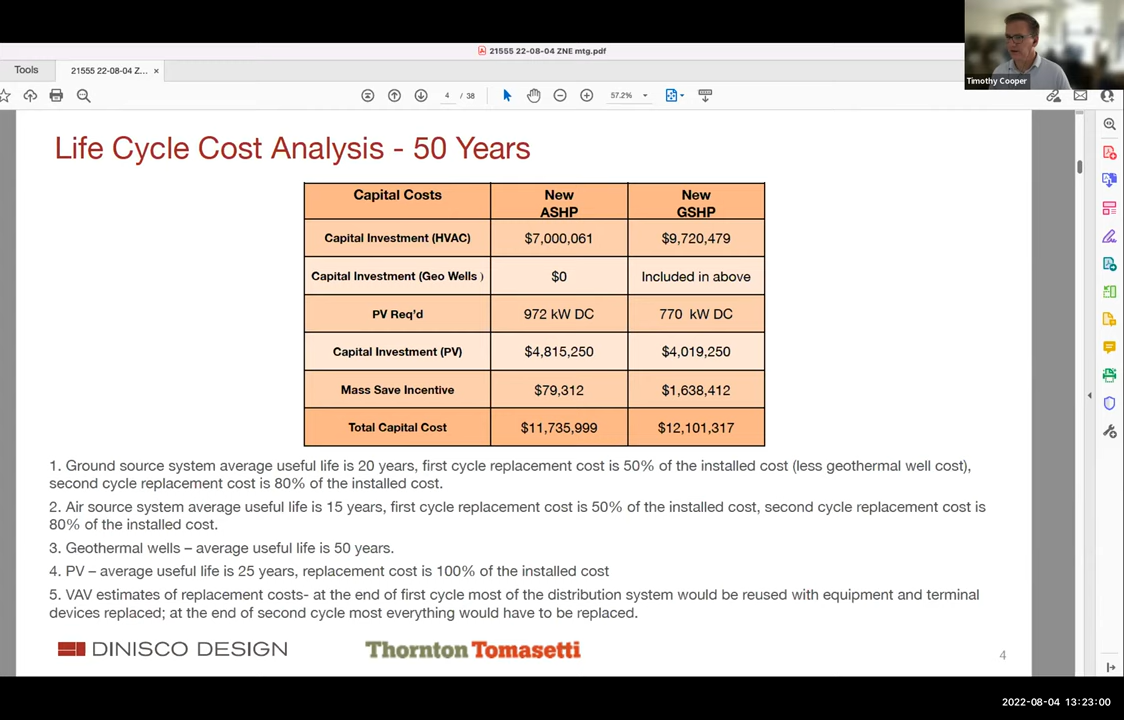 21555 22-08-04 ZNE mtg.pdf
Timothy Cooper
Tools
21555 22-08-04 Z... ×
4 / 38
57.2%
Life Cycle Cost Analysis - 50 Years
Capital Costs
New
ASHP
New
GSHP
Capital Investment (HVAC)
$7,000,061
$9,720,479
Capital Investment (Geo Wells )
$0
Included in above
PV Req'd
972 kW DC
770 kW DC
Capital Investment (PV)
$4,815,250
$4,019,250
Mass Save Incentive
$79,312
$1,638,412
Total Capital Cost
$11,735,999
$12,101,317
1. Ground source system average useful life is 20 years, first cycle replacement cost is 50% of the installed cost (less geothermal well cost),
second cycle replacement cost is 80% of the installed cost.
2. Air source system average useful life is 15 years, first cycle replacement cost is 50% of the installed cost, second cycle replacement cost is
80% of the installed cost.
3. Geothermal wells – average useful life is 50 years.
4. PV – average useful life is 25 years, replacement cost is 100% of the installed cost
5. VAV estimates of replacement costs- at the end of first cycle most of the distribution system would be reused with equipment and terminal
devices replaced; at the end of second cycle most everything would have to be replaced.
DINISCO DESIGN
Thornton Tomasetti
4
2022-08-04 13:23:00